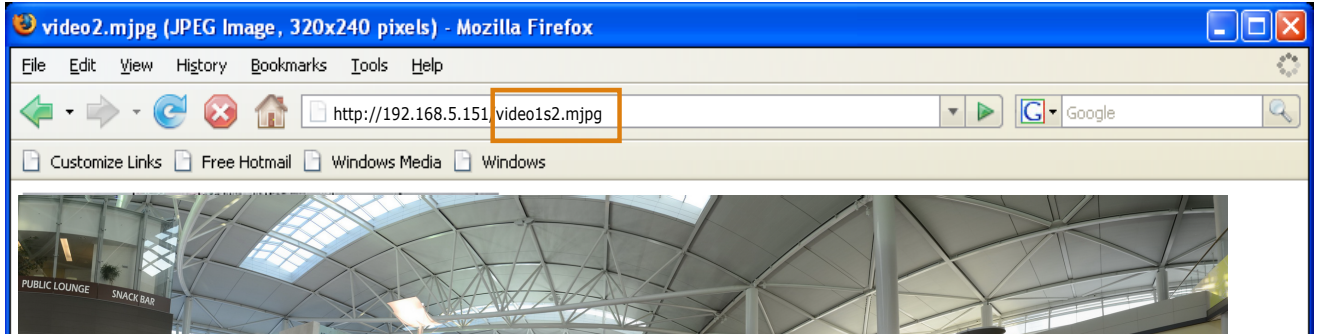 video2.mjpg (JPEG Image, 320x240 pixels) - Mozilla Firefox
File Edit View History Bookmarks Tools Help
http://192.168.5.151/video1s2.mjpg G Google
Customize Links Free Hotmail Windows Media Windows
PUBLIC LOUNGE SNACK BAR